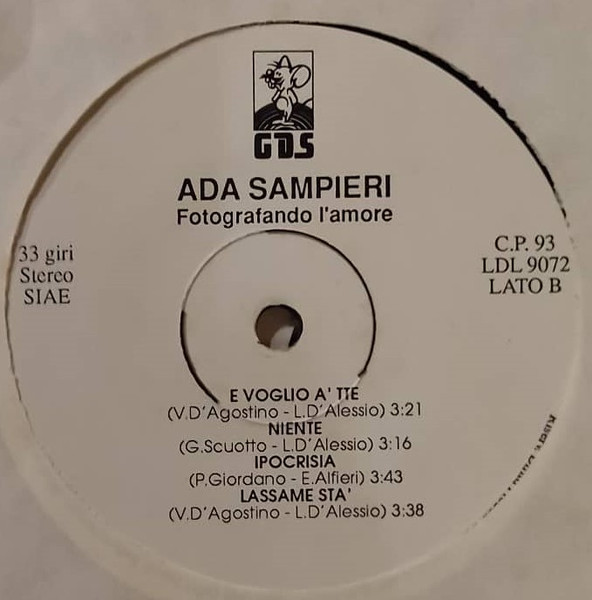 GDS
ADA SAMPIERI
Fotografando l'amore
33 giri
Stereo
SIAE
C.P. 93
LDL 9072
LATO B
E VOGLIO A' TTE
(V.D'Agostino - L.D'Alessio) 3:21
NIENTE
(G.Scuotto - L.D'Alessio) 3:16
IPOCRISIA
(P.Giordano - E.Alfieri) 3:43
LASSAME STA'
(V.D'Agostino - L.D'Alessio) 3:38